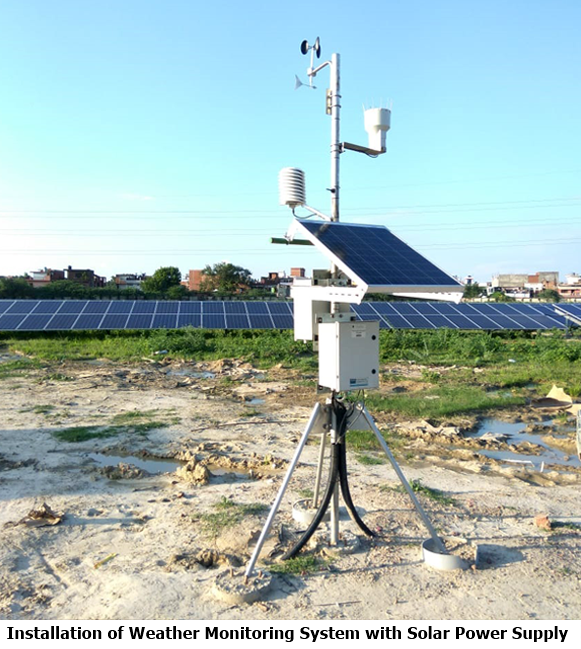 Installation of Weather Monitoring System with Solar Power Supply